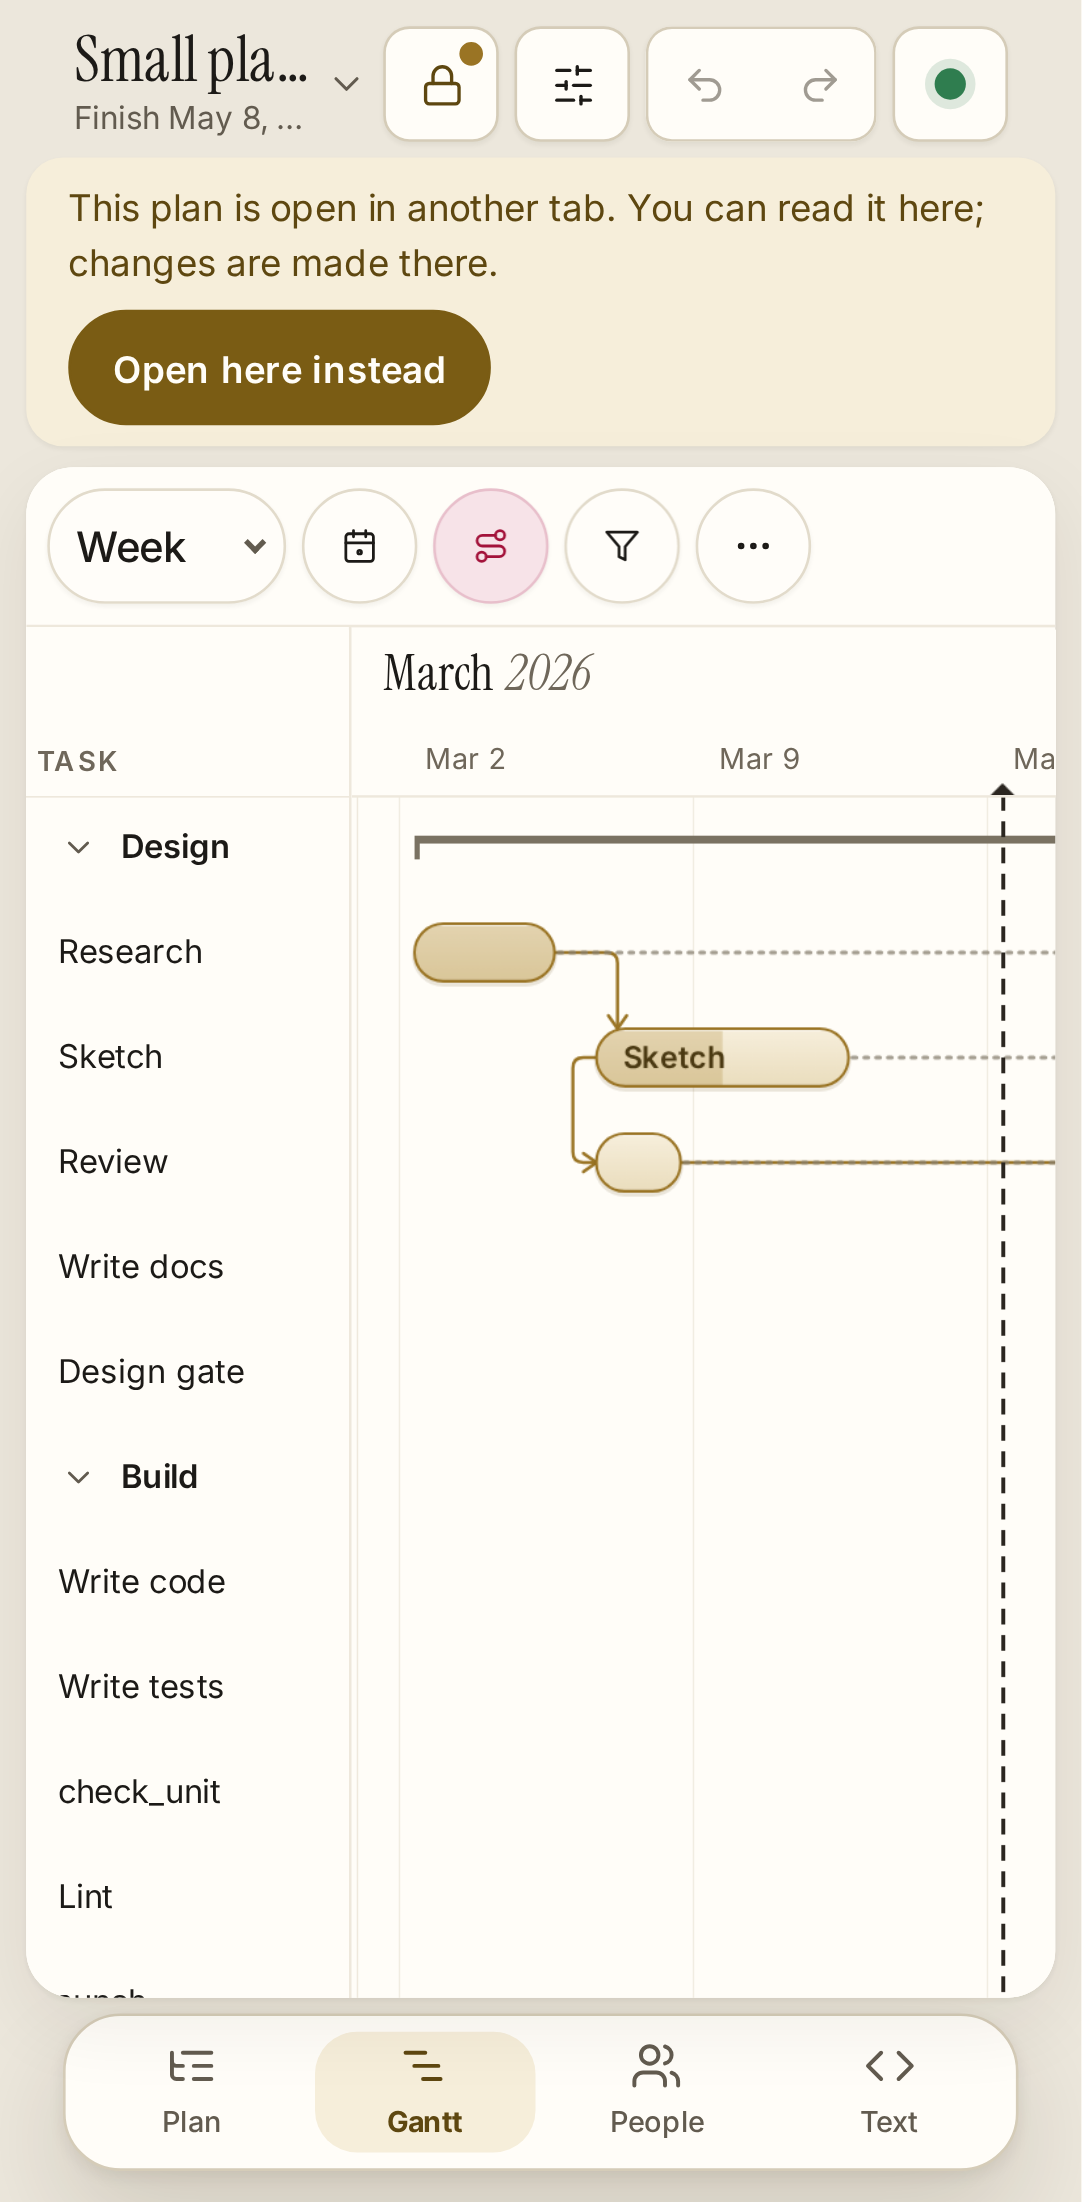 Small pla...
Finish May 8, ...
This plan is open in another tab. You can read it here;
changes are made there.
Open here instead
Week
March 2026
TASK
Mar 2
Mar 9
Ma
Design
Research
Sketch
Sketch
Review
Write docs
Design gate
Build
Write code
Write tests
check_unit
Lint
Plan
Gantt
People
Text